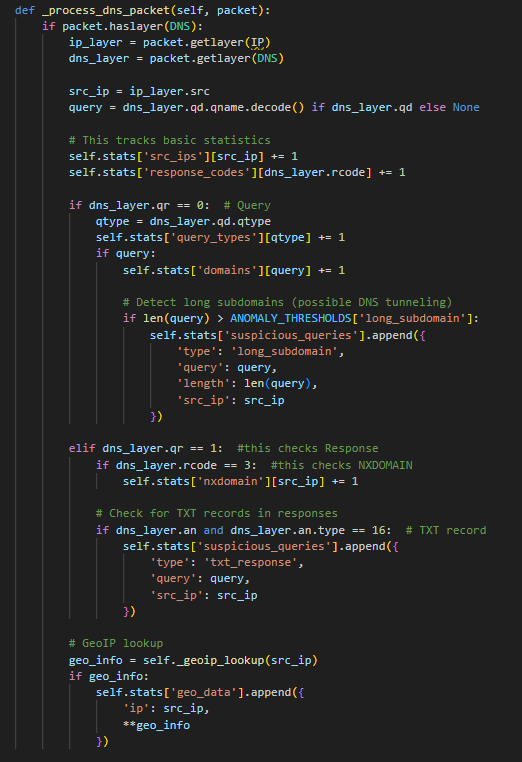 def _process_dns_packet(self, packet):
    if packet.haslayer(DNS):
        ip_layer = packet.getlayer(IP)
        dns_layer = packet.getlayer(DNS)

        src_ip = ip_layer.src
        query = dns_layer.qd.qname.decode() if dns_layer.qd else None

        # This tracks basic statistics
        self.stats['src_ips'][src_ip] += 1
        self.stats['response_codes'][dns_layer.rcode] += 1

        if dns_layer.qr == 0:  # Query
            qtype = dns_layer.qd.qtype
            self.stats['query_types'][qtype] += 1
            if query:
                self.stats['domains'][query] += 1

                # Detect long subdomains (possible DNS tunneling)
                if len(query) > ANOMALY_THRESHOLDS['long_subdomain']:
                    self.stats['suspicious_queries'].append({
                        'type': 'long_subdomain',
                        'query': query,
                        'length': len(query),
                        'src_ip': src_ip
                    })

        elif dns_layer.qr == 1:  #this checks Response
            if dns_layer.rcode == 3:  #this checks NXDOMAIN
                self.stats['nxdomain'][src_ip] += 1

            # Check for TXT records in responses
            if dns_layer.an and dns_layer.an.type == 16:  # TXT record
                self.stats['suspicious_queries'].append({
                    'type': 'txt_response',
                    'query': query,
                    'src_ip': src_ip
                })

        # GeoIP lookup
        geo_info = self._geoip_lookup(src_ip)
        if geo_info:
            self.stats['geo_data'].append({
                'ip': src_ip,
                **geo_info
            })